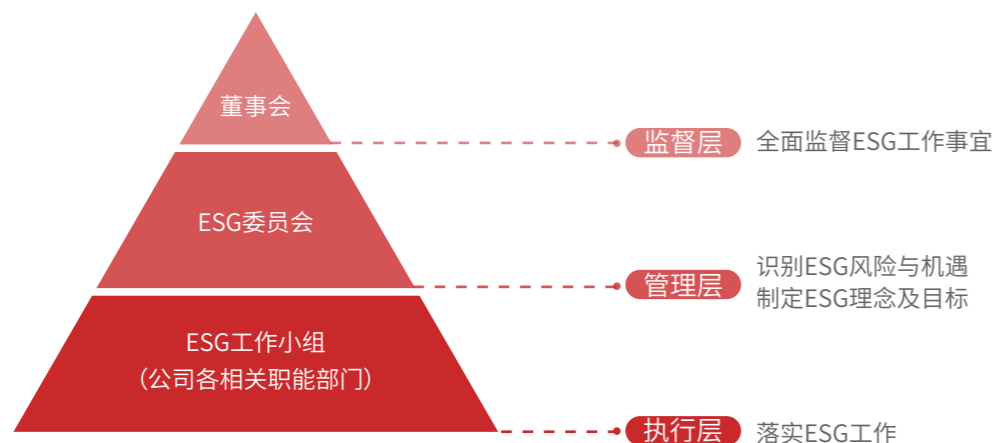 董事会
监督层
全面监督ESG工作事宜
ESG委员会
管理层
识别ESG风险与机遇
制定ESG理念及目标
ESG工作小组
（公司各相关职能部门）
执行层
落实ESG工作